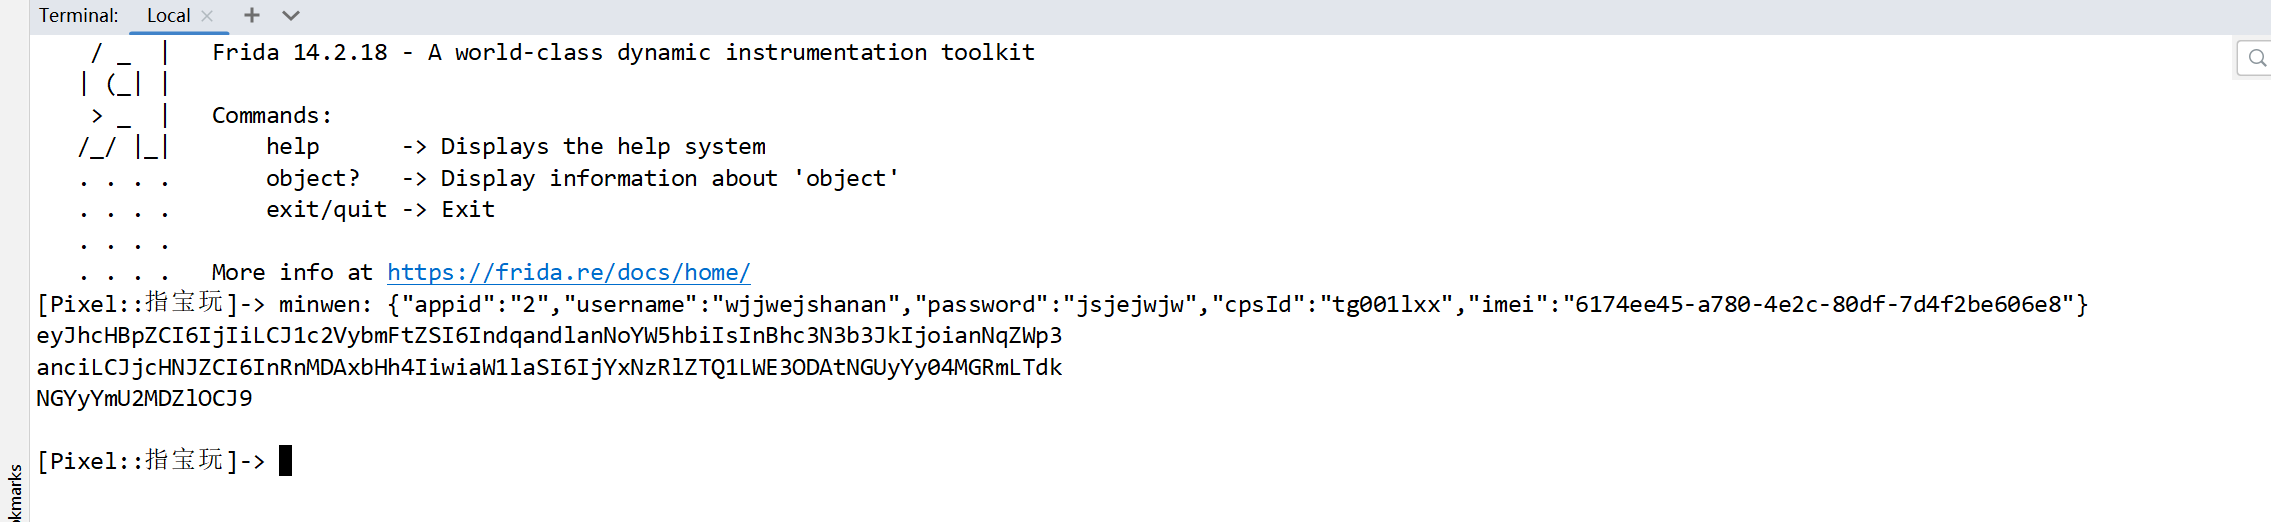 Terminal: Local × + ∨
/ _  |   Frida 14.2.18 - A world-class dynamic instrumentation toolkit
| (_| |
> _  |   Commands:
/_/ |_|       help      -> Displays the help system
. . . .       object?   -> Display information about 'object'
. . . .       exit/quit -> Exit
. . . .
. . . .   More info at https://frida.re/docs/home/
[Pixel::指宝玩]-> minwen: {"appid":"2","username":"wjjwejshanan","password":"jsjejwjw","cpsId":"tg001lxx","imei":"6174ee45-a780-4e2c-80df-7d4f2be606e8"}
eyJhcHBpZCI6IjIiLCJ1c2VybmFtZSI6IndqandlanNoYW5hbiIsInBhc3N3b3JkIjoianNqZWp3
anciLCJjcHNJZCI6InRnMDAxbHh4IiwiaW1laSI6IjYxNzRlZTQ1LWE3ODAtNGUyYy04MGRmLTdk
NGYyYmU2MDZlOCJ9
[Pixel::指宝玩]->
okmarks